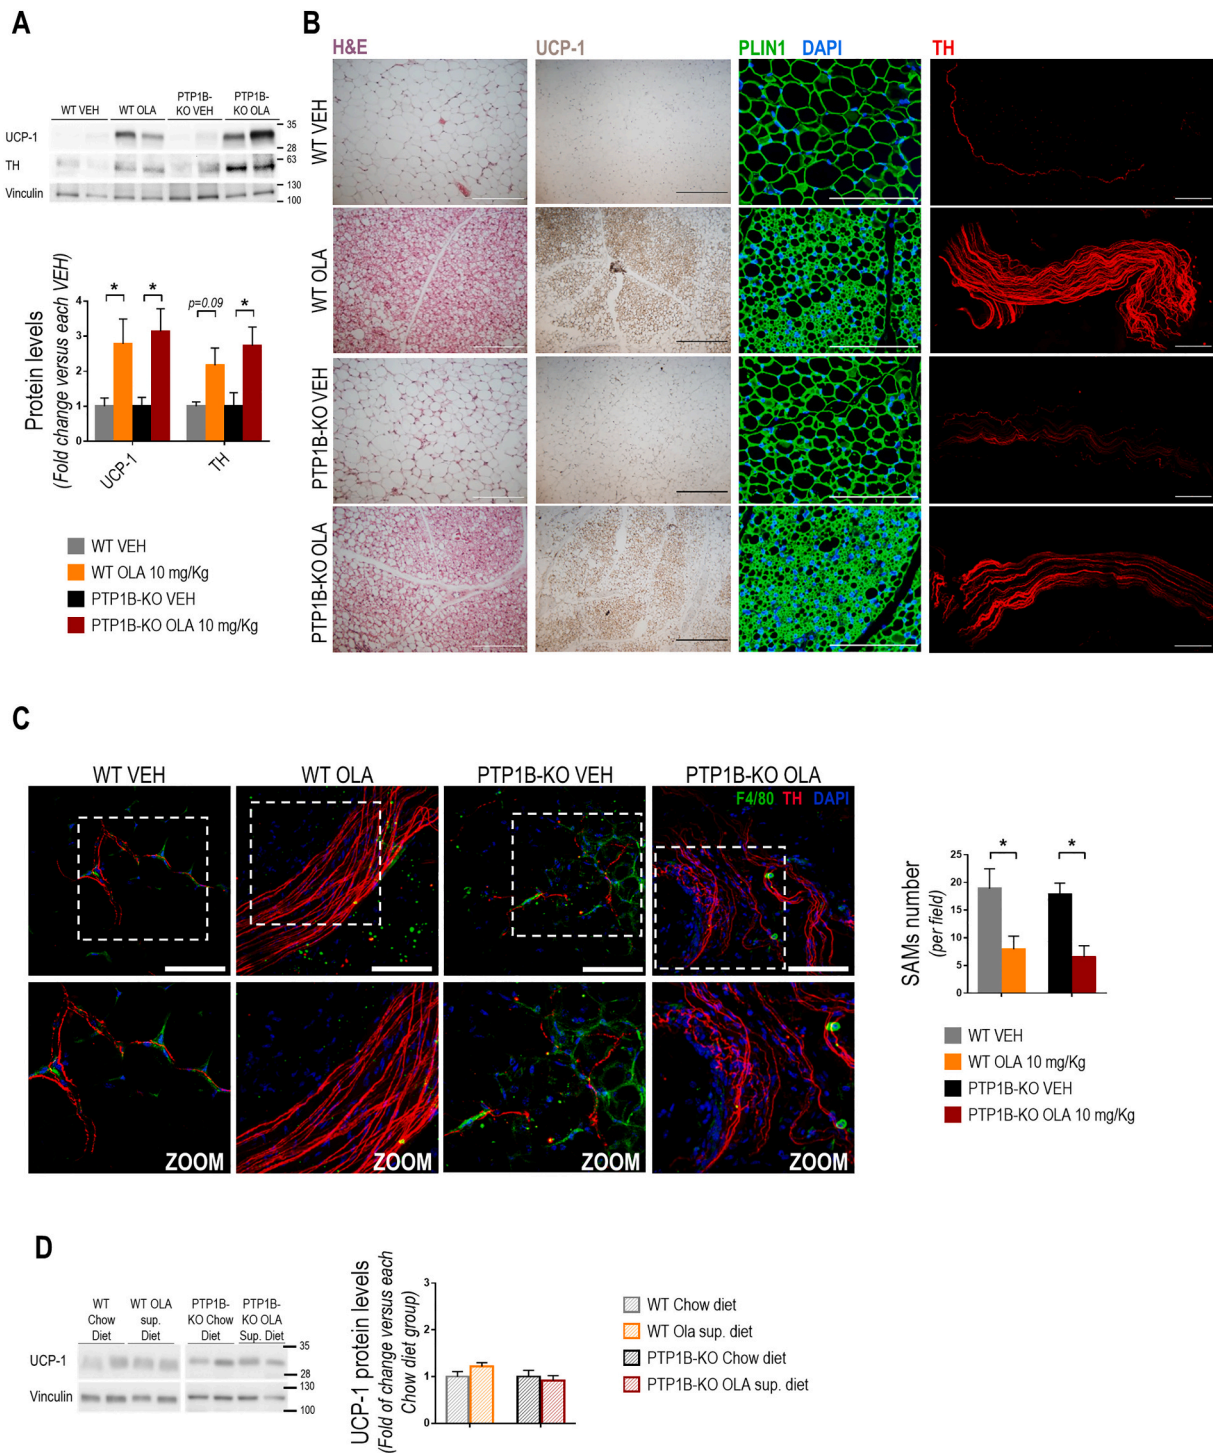 A
WT VEH
WT OLA
PTP1B-
KO VEH
PTP1B-
KO OLA
UCP-1
TH
Vinculin
35
28
63
130
100
Protein levels
(Fold change versus each VEH)
4
3
2
1
0
*
*
p=0.09
*
UCP-1
TH
WT VEH
WT OLA 10 mg/Kg
PTP1B-KO VEH
PTP1B-KO OLA 10 mg/Kg
B
H&E
UCP-1
PLIN1 DAPI
TH
WT VEH
WT OLA
PTP1B-KO VEH
PTP1B-KO OLA
C
WT VEH
WT OLA
PTP1B-KO VEH
PTP1B-KO OLA
F4/80 TH DAPI
ZOOM
ZOOM
ZOOM
ZOOM
SAMs number
(per field)
25
20
15
10
5
0
*
*
WT VEH
WT OLA 10 mg/Kg
PTP1B-KO VEH
PTP1B-KO OLA 10 mg/Kg
D
WT
Chow
Diet
WT OLA
sup.
Diet
PTP1B-
KO Chow
Diet
PTP1B-
KO OLA
Sup. Diet
UCP-1
Vinculin
35
28
130
100
UCP-1 protein levels
(Fold of change versus each
Chow diet group)
3
2
1
0
WT Chow diet
WT Ola sup. diet
PTP1B-KO Chow diet
PTP1B-KO OLA sup. diet